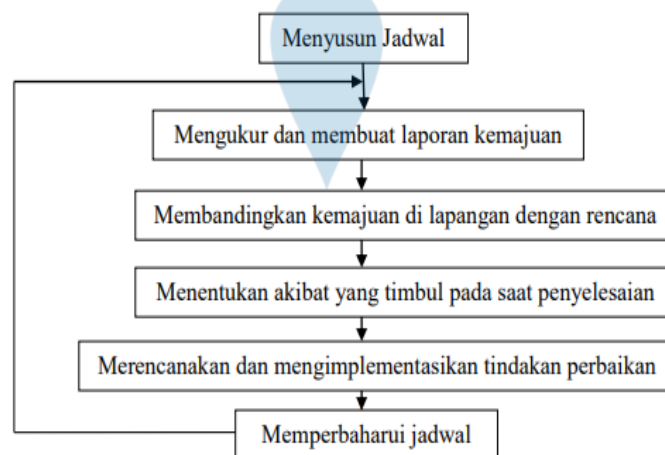 Menyusun Jadwal
Mengukur dan membuat laporan kemajuan
Membandingkan kemajuan di lapangan dengan rencana
Menentukan akibat yang timbul pada saat penyelesaian
Merencanakan dan mengimplementasikan tindakan perbaikan
Memperbaharui jadwal